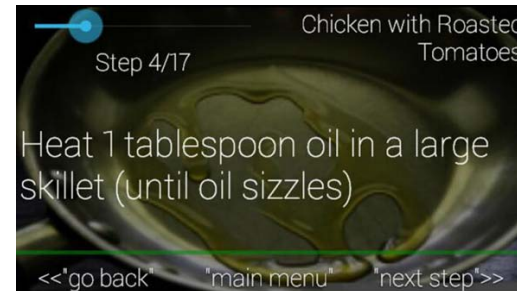 Chicken with Roasted
Tomatoes
Step 4/17
Heat 1 tablespoon oil in a large
skillet (until oil sizzles)
<<"go back"
"main menu"
"next step">>